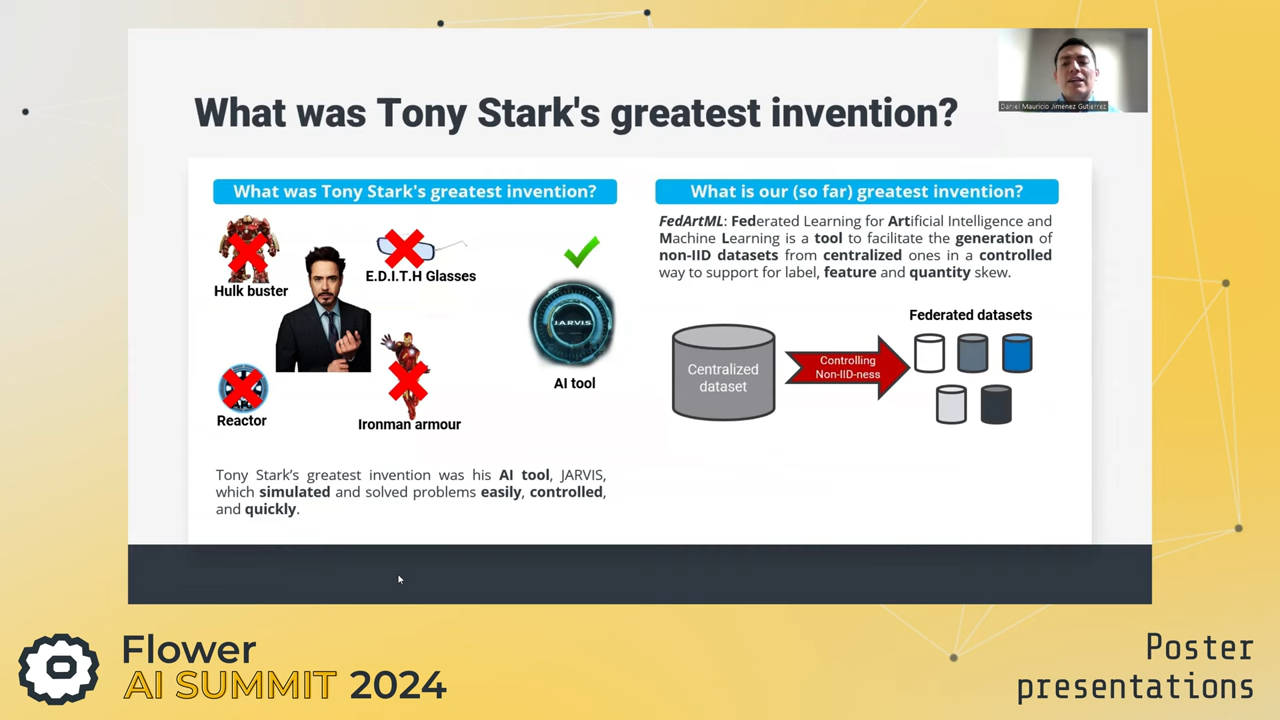 What was Tony Stark's greatest invention?
Daniel Mauricio Jimenez Gutierrez
What was Tony Stark's greatest invention?
Hulk buster
E.D.I.T.H Glasses
Reactor
Ironman armour
JARVIS
AI tool
Tony Stark’s greatest invention was his AI tool, JARVIS,
which simulated and solved problems easily, controlled,
and quickly.
What is our (so far) greatest invention?
FedArtML: Federated Learning for Artificial Intelligence and
Machine Learning is a tool to facilitate the generation of
non-IID datasets from centralized ones in a controlled
way to support for label, feature and quantity skew.
Centralized
dataset
Controlling
Non-IID-ness
Federated datasets
Flower
AI SUMMIT 2024
Poster
presentations